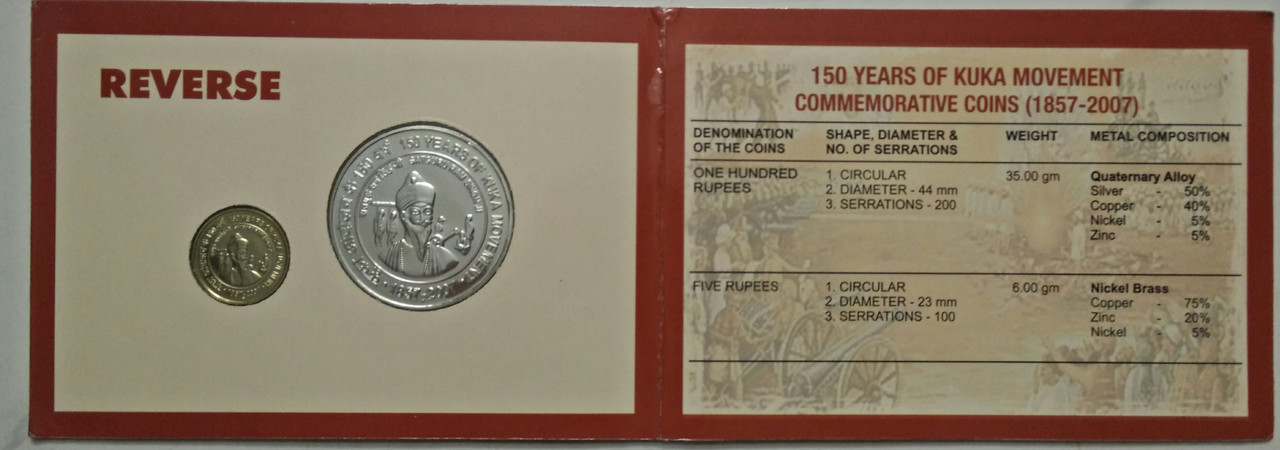 REVERSE
150 YEARS OF KUKA MOVEMENT
1857-2007
150 YEARS OF KUKA MOVEMENT
COMMEMORATIVE COINS (1857-2007)
DENOMINATION OF THE COINS SHAPE, DIAMETER & NO. OF SERRATIONS WEIGHT METAL COMPOSITION
ONE HUNDRED RUPEES 1. CIRCULAR 35.00 gm Quaternary Alloy
2. DIAMETER - 44 mm Silver - 50%
3. SERRATIONS - 200 Copper - 40%
Nickel - 5%
Zinc - 5%
FIVE RUPEES 1. CIRCULAR 6.00 gm Nickel Brass
2. DIAMETER - 23 mm Copper - 75%
3. SERRATIONS - 100 Zinc - 20%
Nickel - 5%